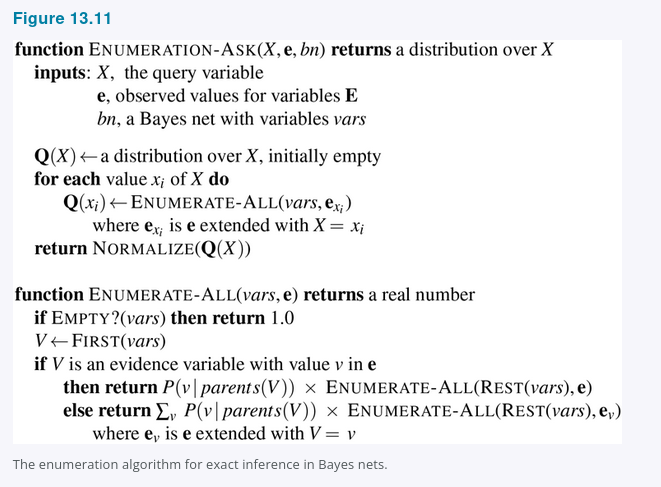 Figure 13.11
function ENUMERATION-ASK(X, e, bn) returns a distribution over X
inputs: X, the query variable
e, observed values for variables E
bn, a Bayes net with variables vars
Q(X) ← a distribution over X, initially empty
for each value xᵢ of X do
Q(xᵢ) ← ENUMERATE-ALL(vars, e_{xᵢ})
where e_{xᵢ} is e extended with X = xᵢ
return NORMALIZE(Q(X))
function ENUMERATE-ALL(vars, e) returns a real number
if EMPTY?(vars) then return 1.0
V ← FIRST(vars)
if V is an evidence variable with value v in e
then return P(v | parents(V)) × ENUMERATE-ALL(REST(vars), e)
else return ∑ᵥ P(v | parents(V)) × ENUMERATE-ALL(REST(vars), eᵥ)
where eᵥ is e extended with V = v
The enumeration algorithm for exact inference in Bayes nets.